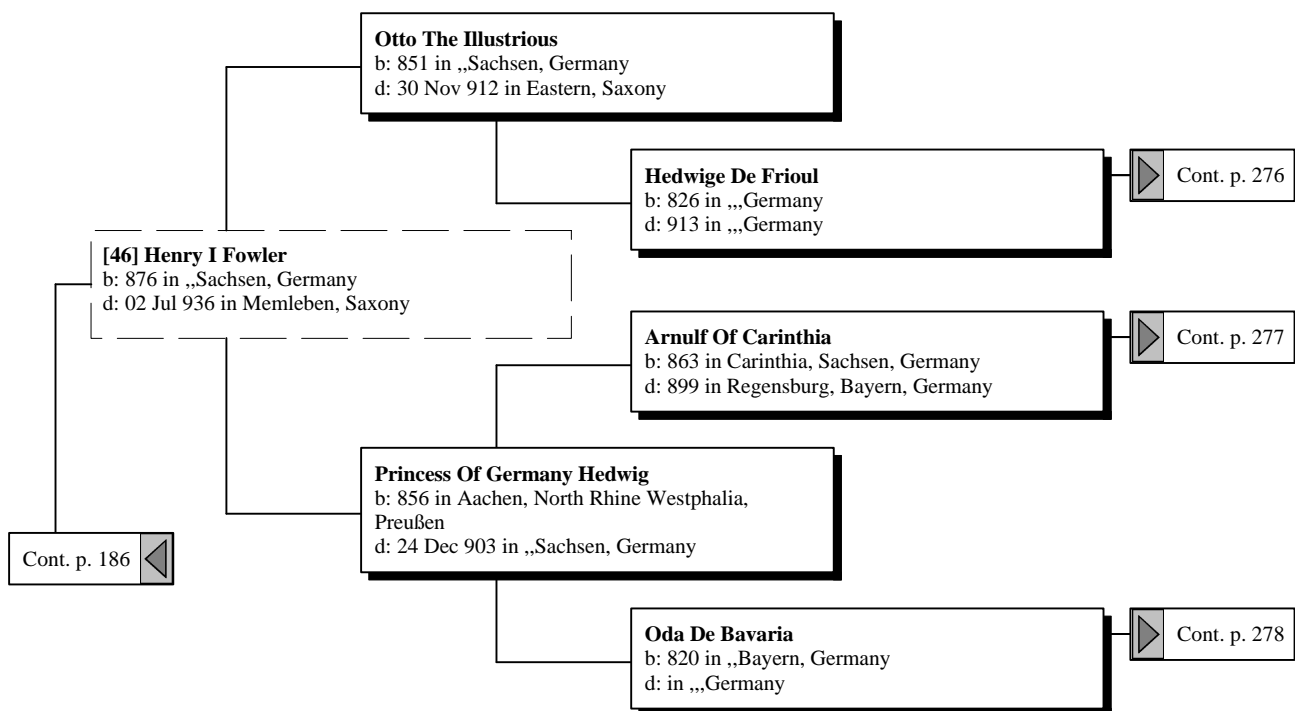 Otto The Illustrious
b: 851 in ,,Sachsen, Germany
d: 30 Nov 912 in Eastern, Saxony
Hedwige De Frioul
b: 826 in ,,,Germany
d: 913 in ,,,Germany
Cont. p. 276
[46] Henry I Fowler
b: 876 in ,,Sachsen, Germany
d: 02 Jul 936 in Memleben, Saxony
Arnulf Of Carinthia
b: 863 in Carinthia, Sachsen, Germany
d: 899 in Regensburg, Bayern, Germany
Cont. p. 277
Princess Of Germany Hedwig
b: 856 in Aachen, North Rhine Westphalia,
Preußen
d: 24 Dec 903 in ,,Sachsen, Germany
Cont. p. 186
Oda De Bavaria
b: 820 in ,,Bayern, Germany
d: in ,,,Germany
Cont. p. 278